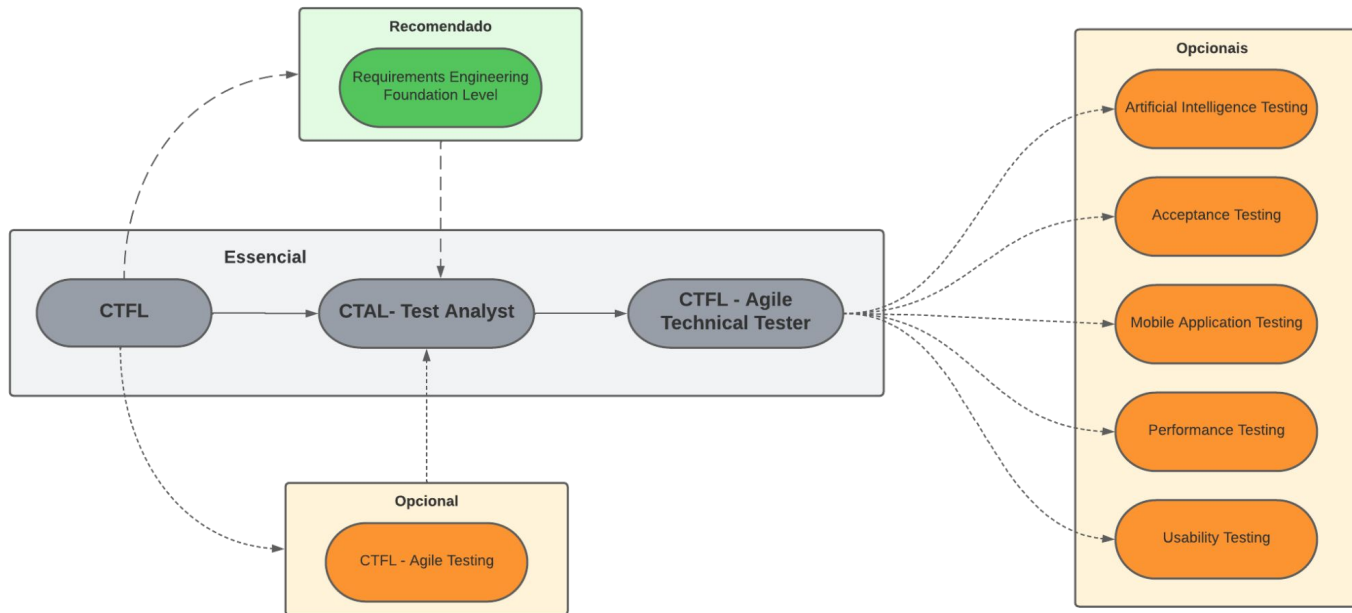 Recomendado
Requirements Engineering
Foundation Level
Essencial
CTFL
CTAL- Test Analyst
CTFL - Agile
Technical Tester
Opcional
CTFL - Agile Testing
Opcionais
Artificial Intelligence Testing
Acceptance Testing
Mobile Application Testing
Performance Testing
Usability Testing